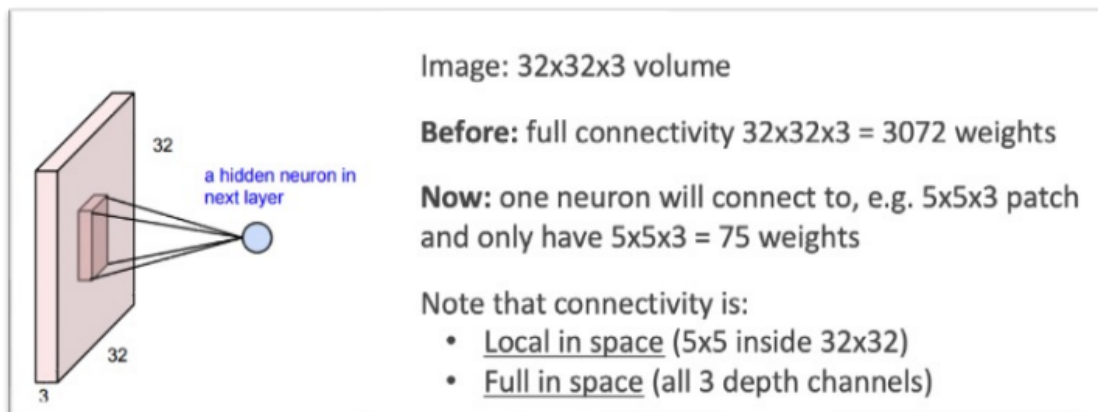 32
a hidden neuron in
next layer
32
3
Image: 32x32x3 volume
Before: full connectivity 32x32x3 = 3072 weights
Now: one neuron will connect to, e.g. 5x5x3 patch
and only have 5x5x3 = 75 weights
Note that connectivity is:
• Local in space (5x5 inside 32x32)
• Full in space (all 3 depth channels)